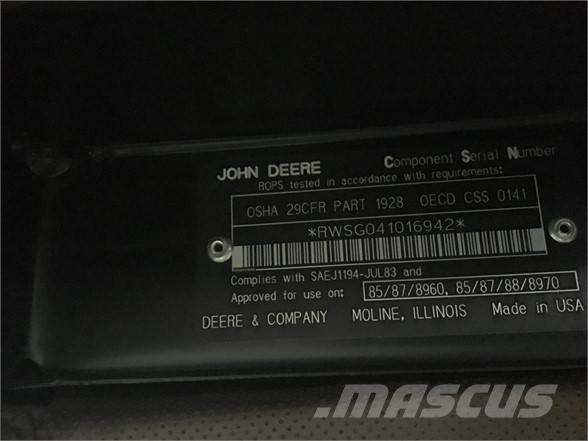 JOHN DEERE Component Serial Number
ROPS tested in accordance with requirements:
OSHA 29CFR PART 1928 OECD CSS 0141
*RWSG041016942*
Complies with SAEJ1194-JUL83 and
Approved for use on: 85/87/8960, 85/87/88/8970
DEERE & COMPANY MOLINE, ILLINOIS Made in USA
MASCUS